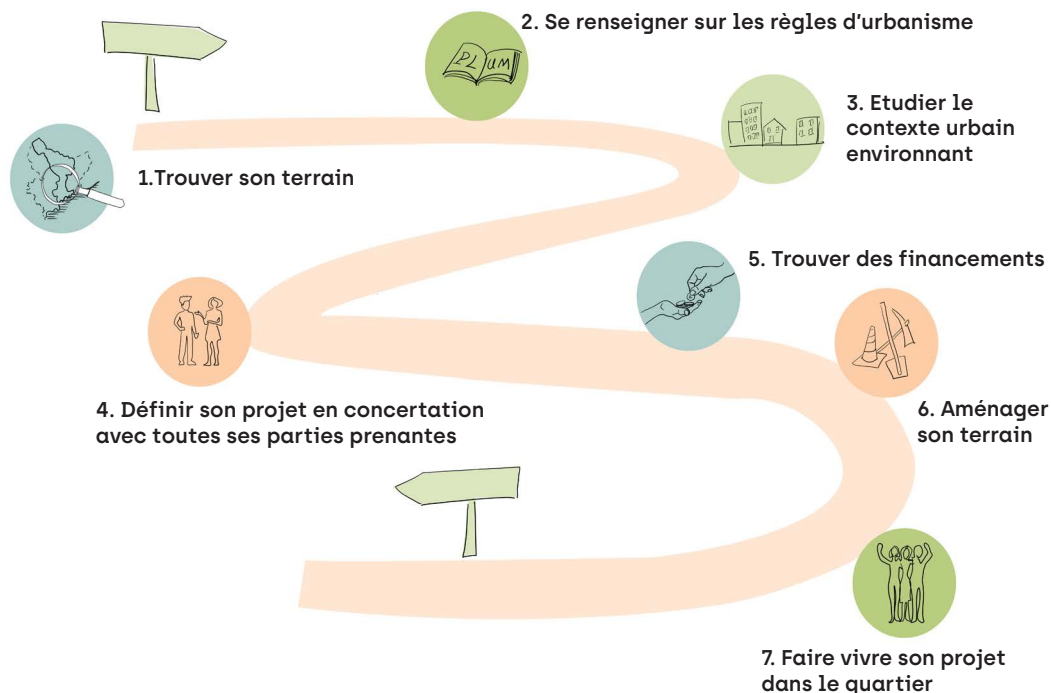 1.Trouver son terrain
2. Se renseigner sur les règles d'urbanisme
PLUM
3. Etudier le
contexte urbain
environnant
4. Définir son projet en concertation
avec toutes ses parties prenantes
5. Trouver des financements
6. Aménager
son terrain
7. Faire vivre son projet
dans le quartier